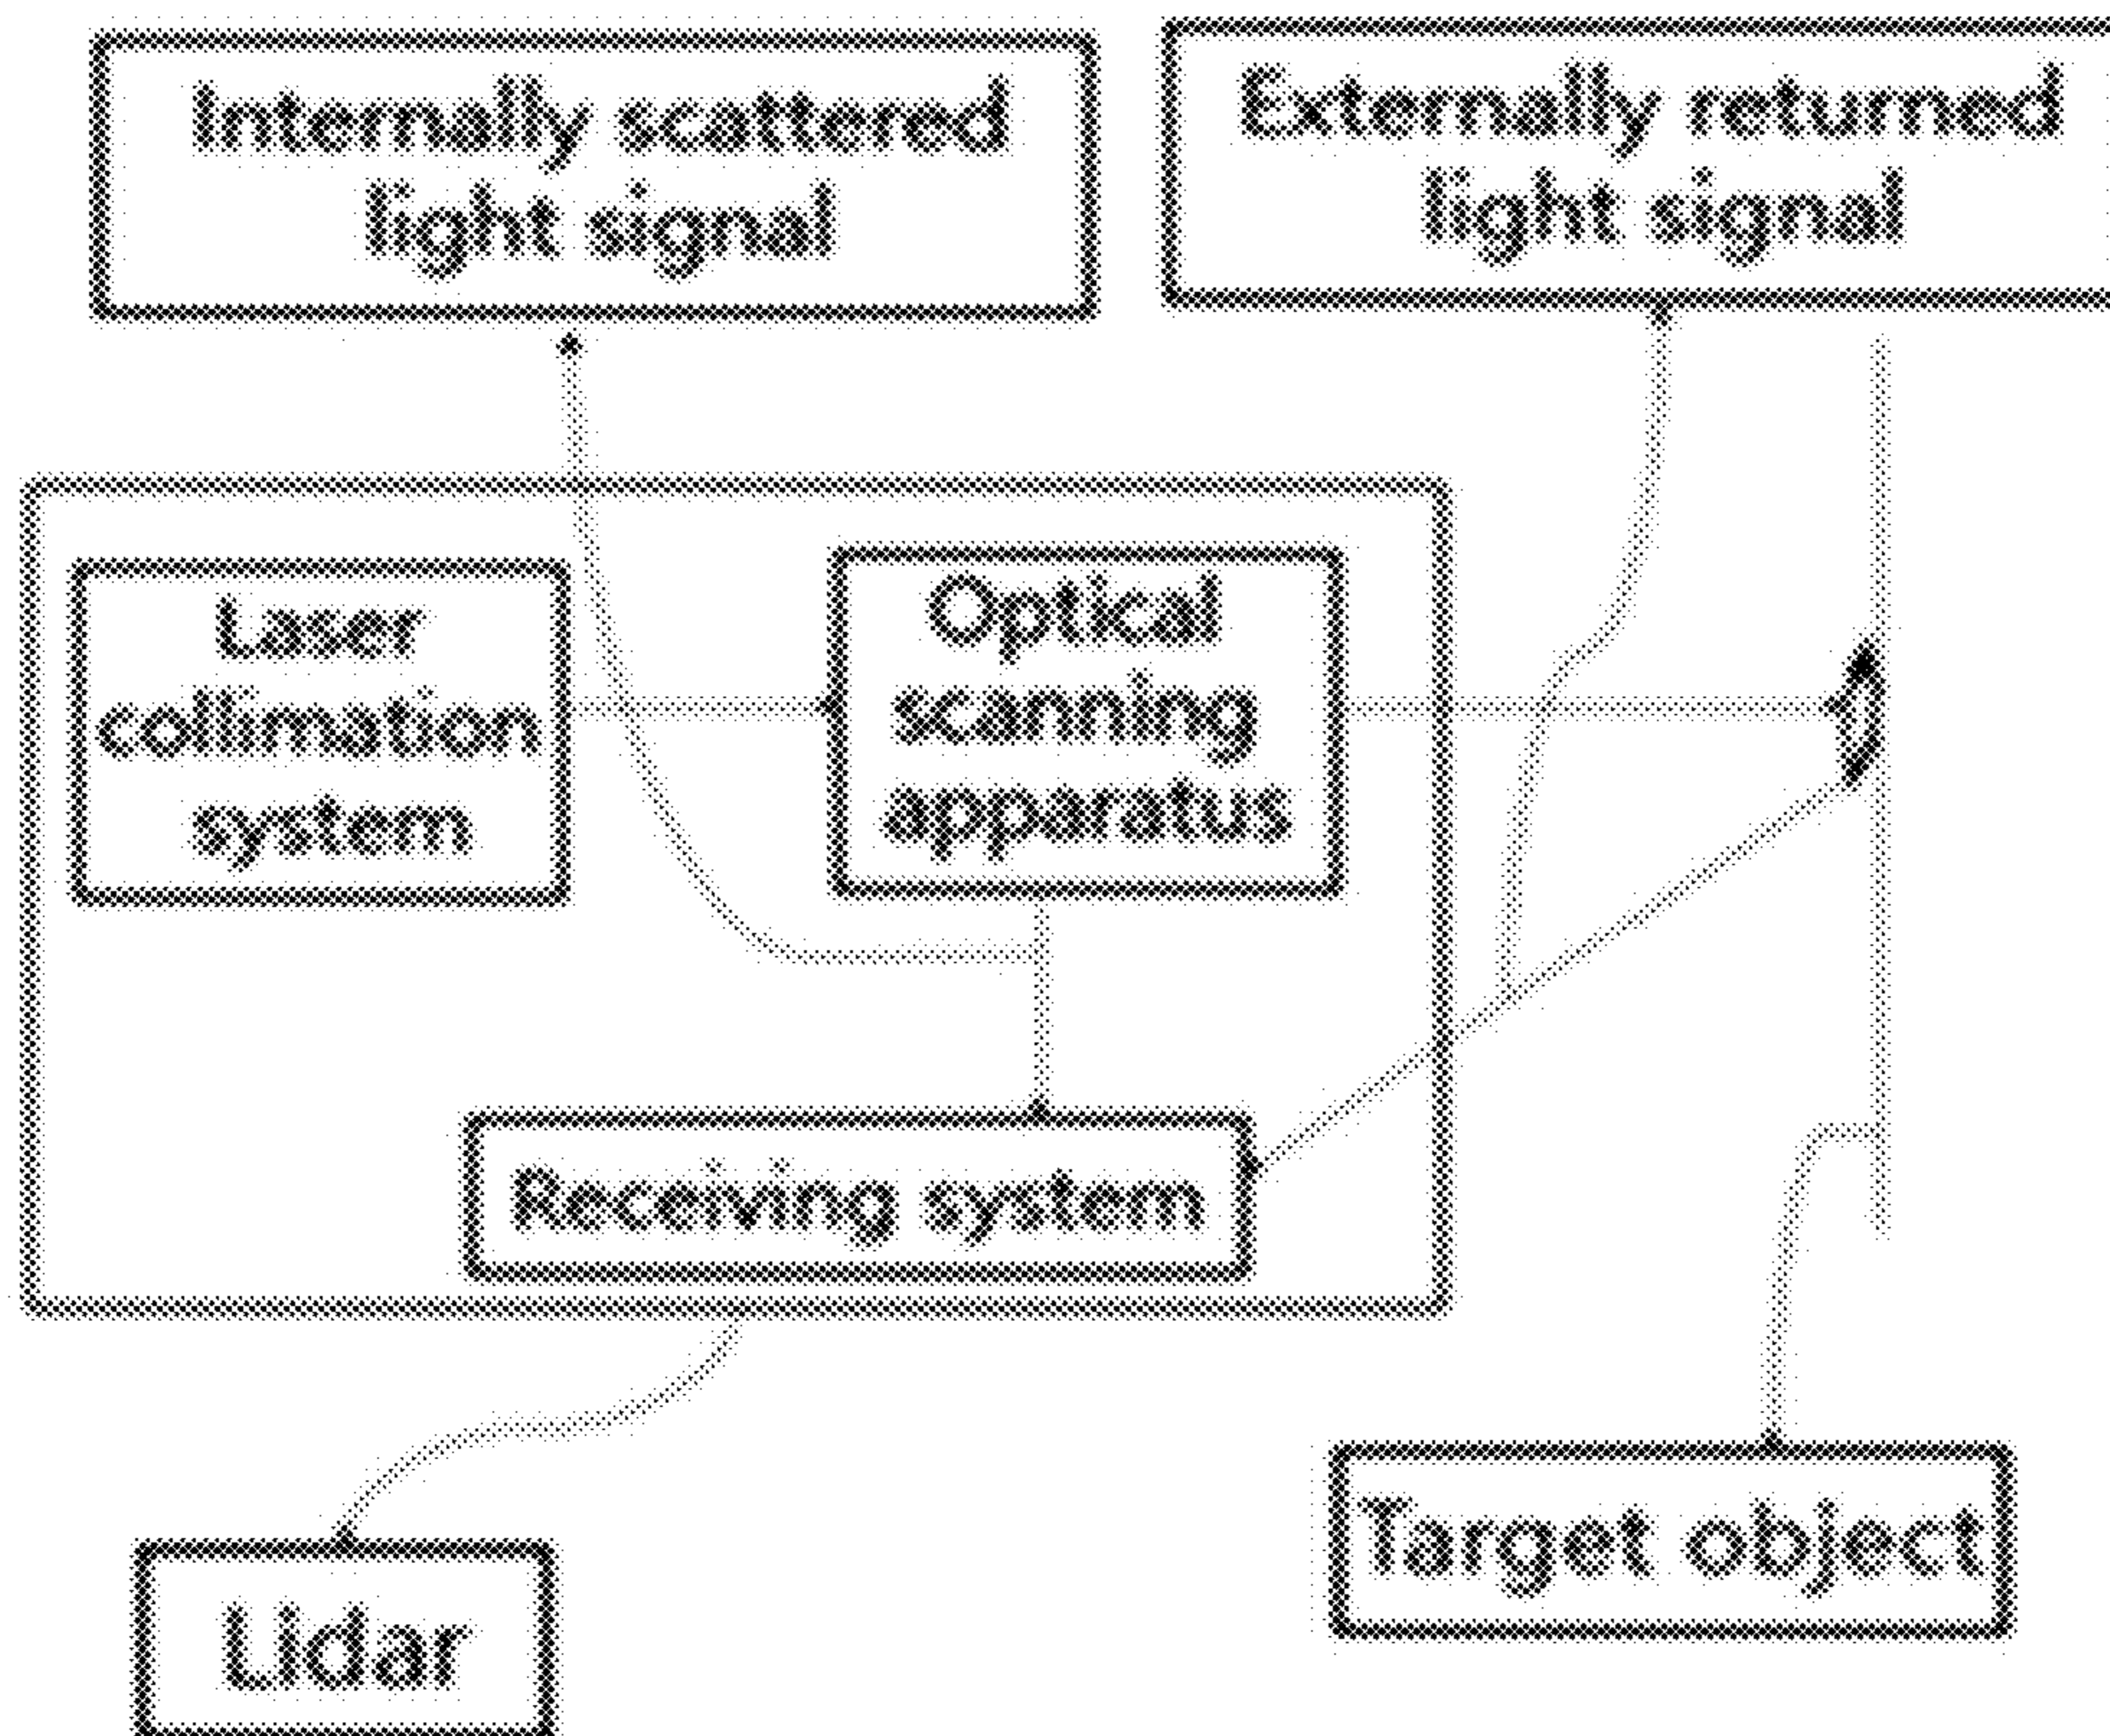 Internally scattered
light signal
Externally returned
light signal
Laser
collimation
system
Optical
scanning
apparatus
Receiving system
Target object
Lidar